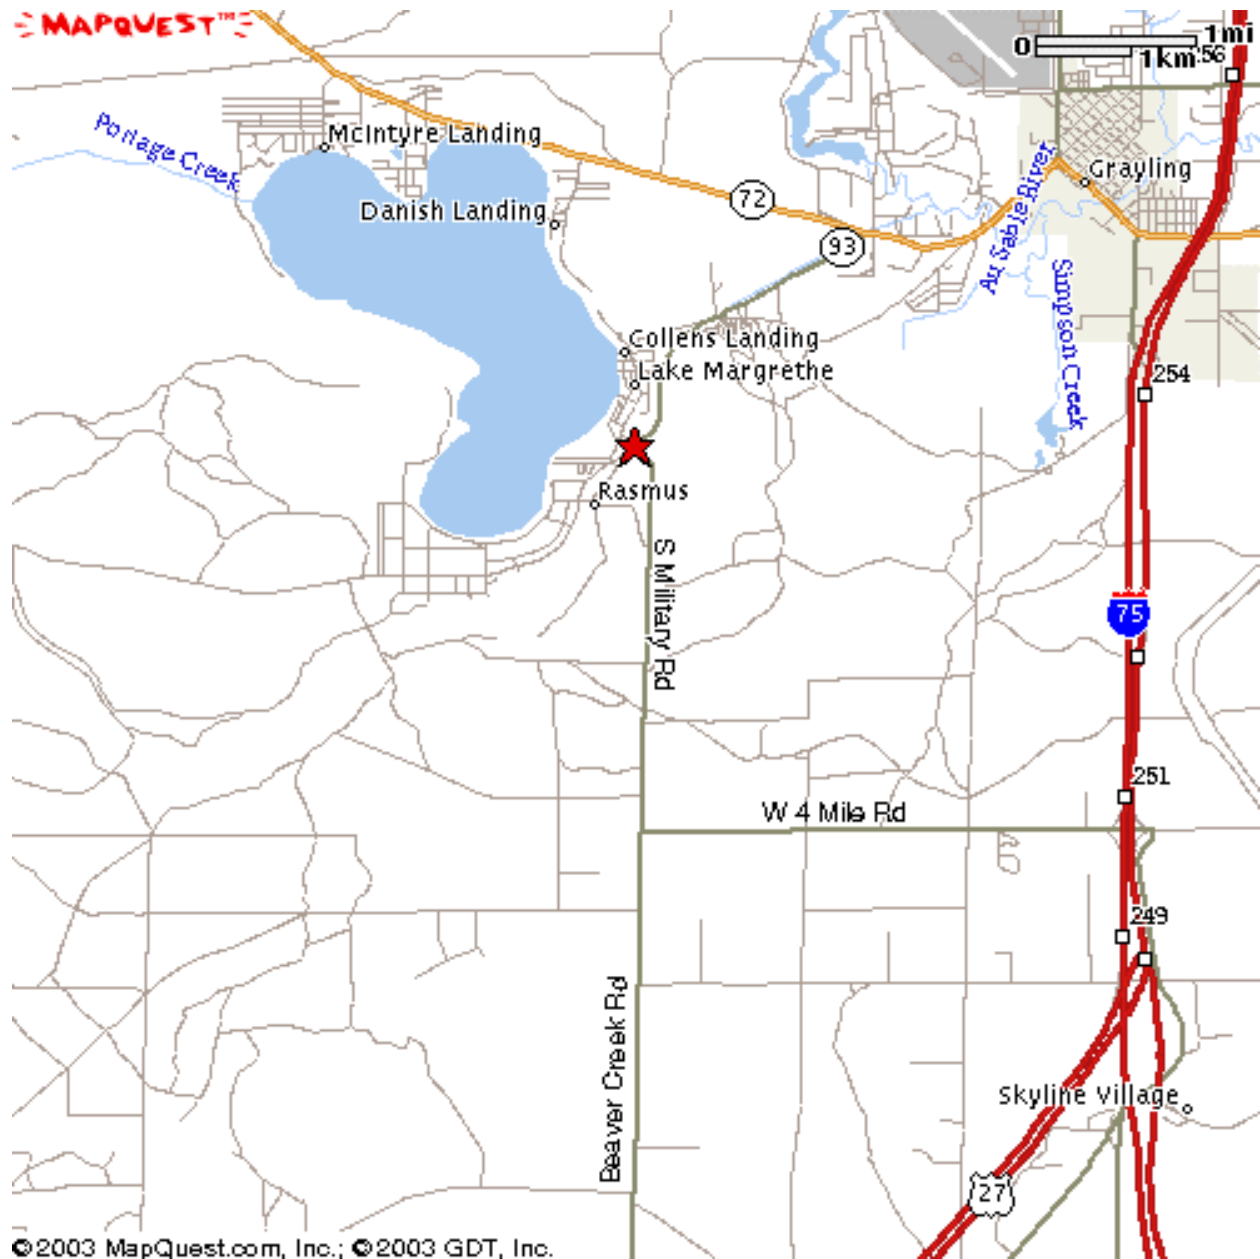 MAPQUEST™
0 1mi
1km
256
McIntyre Landing
Portage Creek
Grayling
Danish Landing
72
Au Sable River
93
Simpson Creek
Collens Landing
Lake Margrethe
254
Rasmus
S Military Rd
75
251
W 4 Mile Rd
249
Beaver Creek Rd
Skyline Village
27
©2003 MapQuest.com, Inc.; ©2003 GDT, Inc.